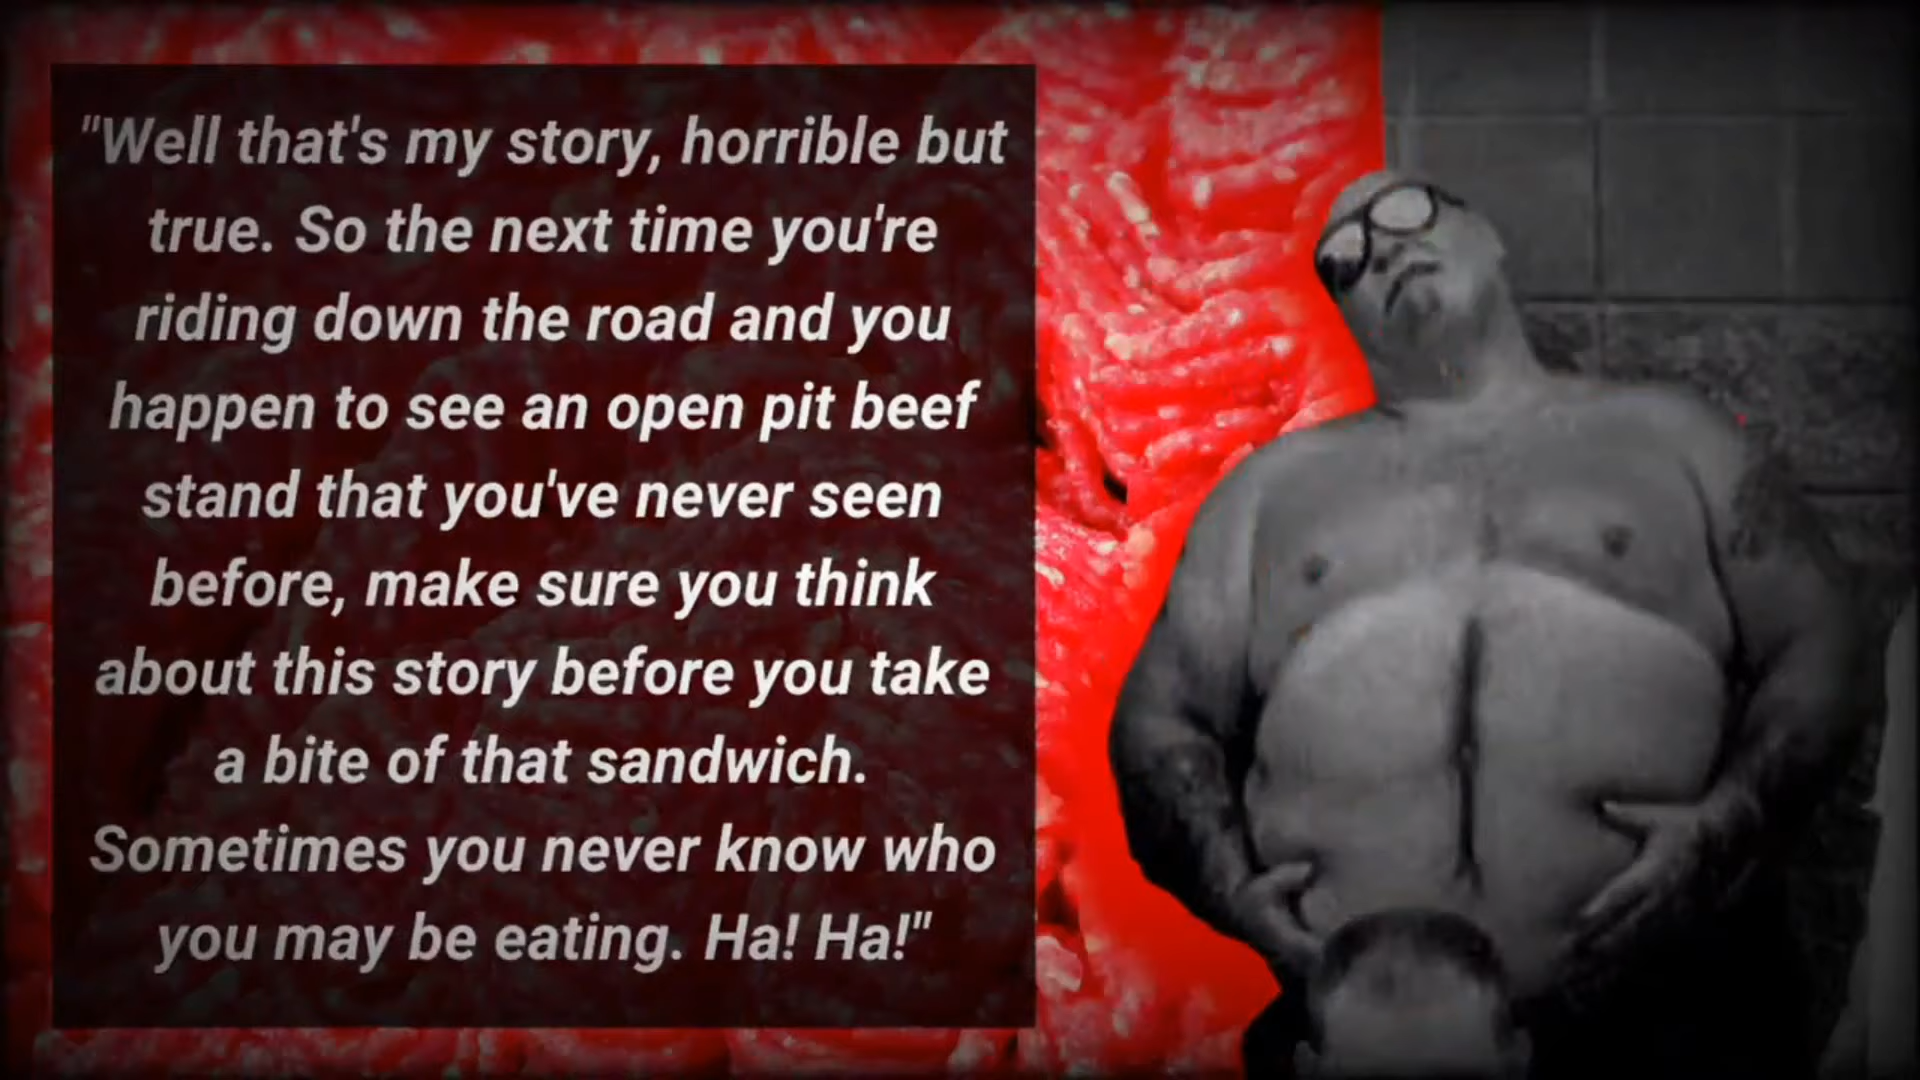 "Well that's my story, horrible but
true. So the next time you're
riding down the road and you
happen to see an open pit beef
stand that you've never seen
before, make sure you think
about this story before you take
a bite of that sandwich.
Sometimes you never know who
you may be eating. Ha! Ha!"